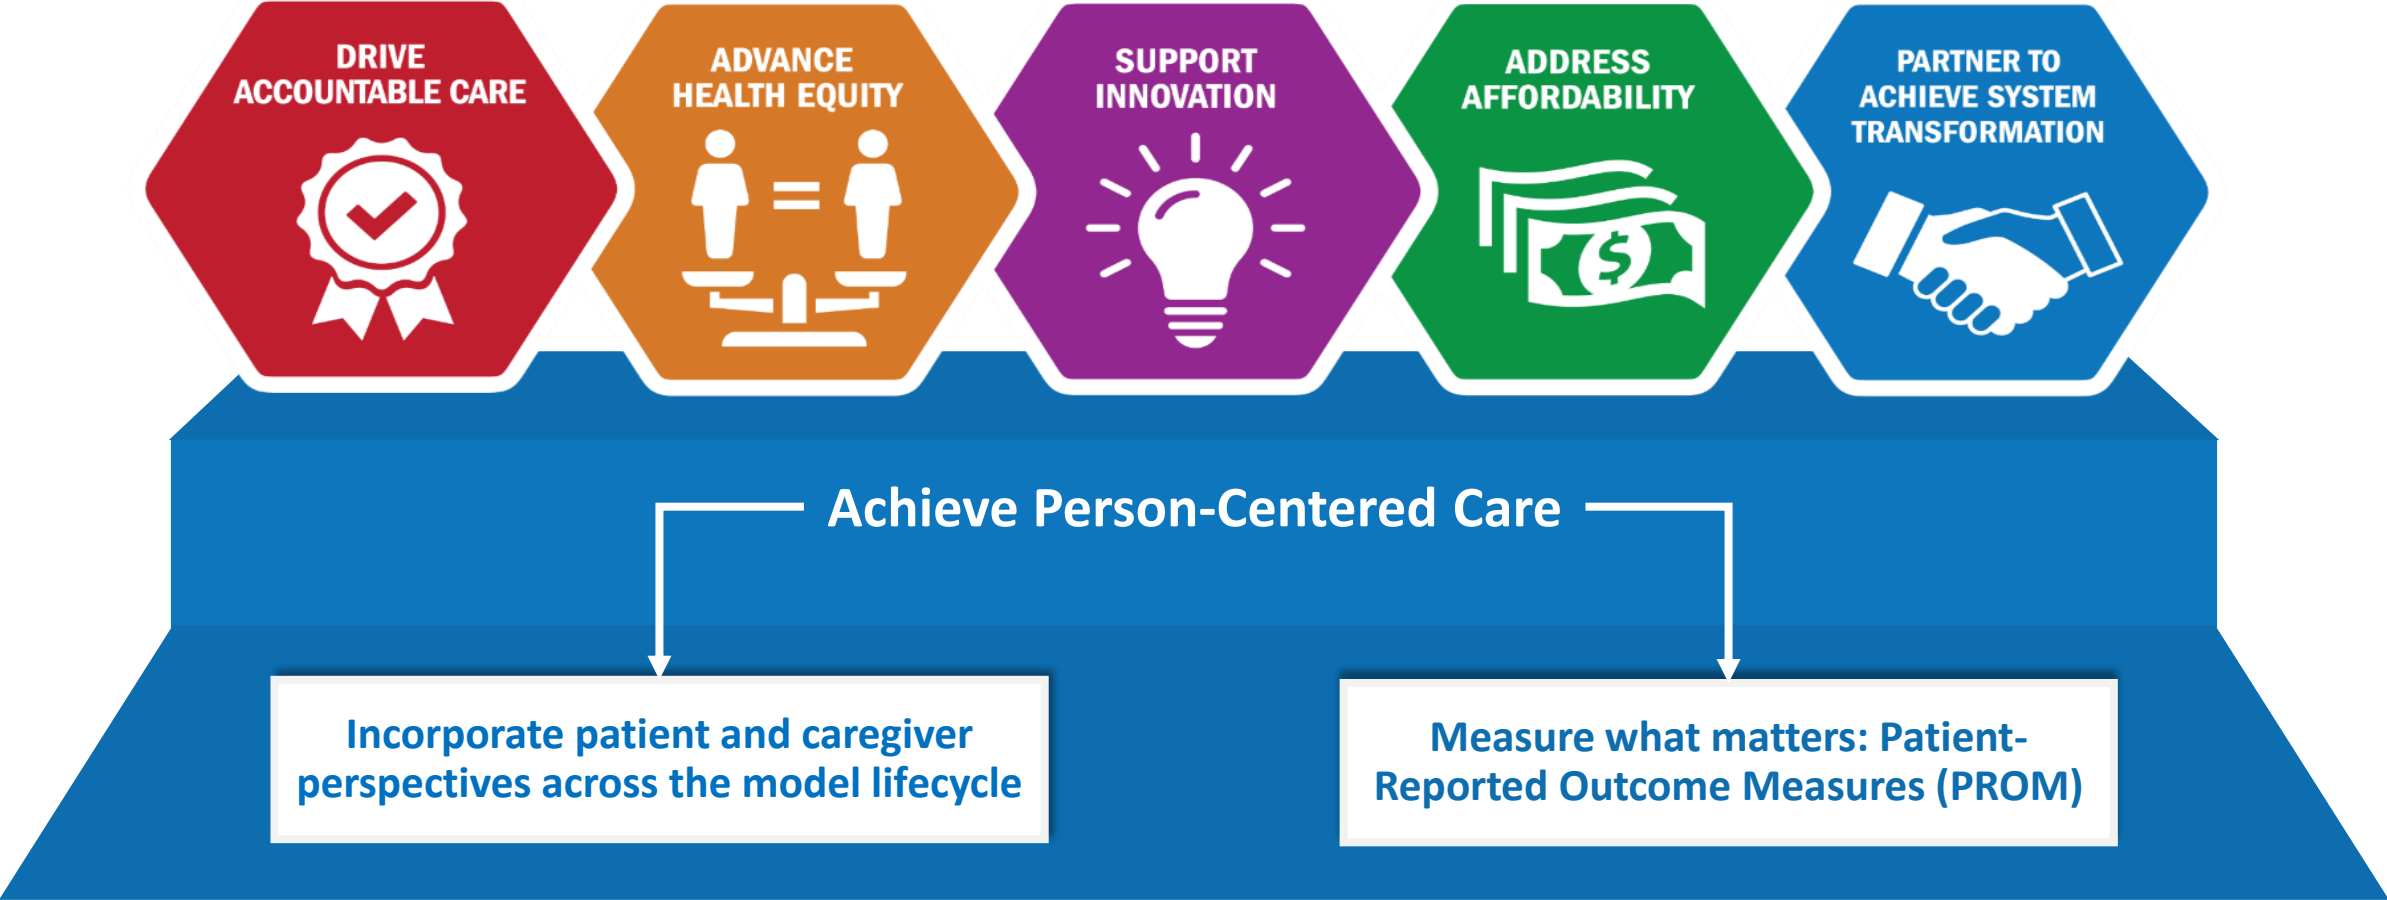 DRIVE
ACCOUNTABLE CARE
ADVANCE
HEALTH EQUITY
SUPPORT
INNOVATION
ADDRESS
AFFORDABILITY
PARTNER TO
ACHIEVE SYSTEM
TRANSFORMATION
=
$
Achieve Person-Centered Care
Incorporate patient and caregiver
perspectives across the model lifecycle
Measure what matters: Patient-
Reported Outcome Measures (PROM)